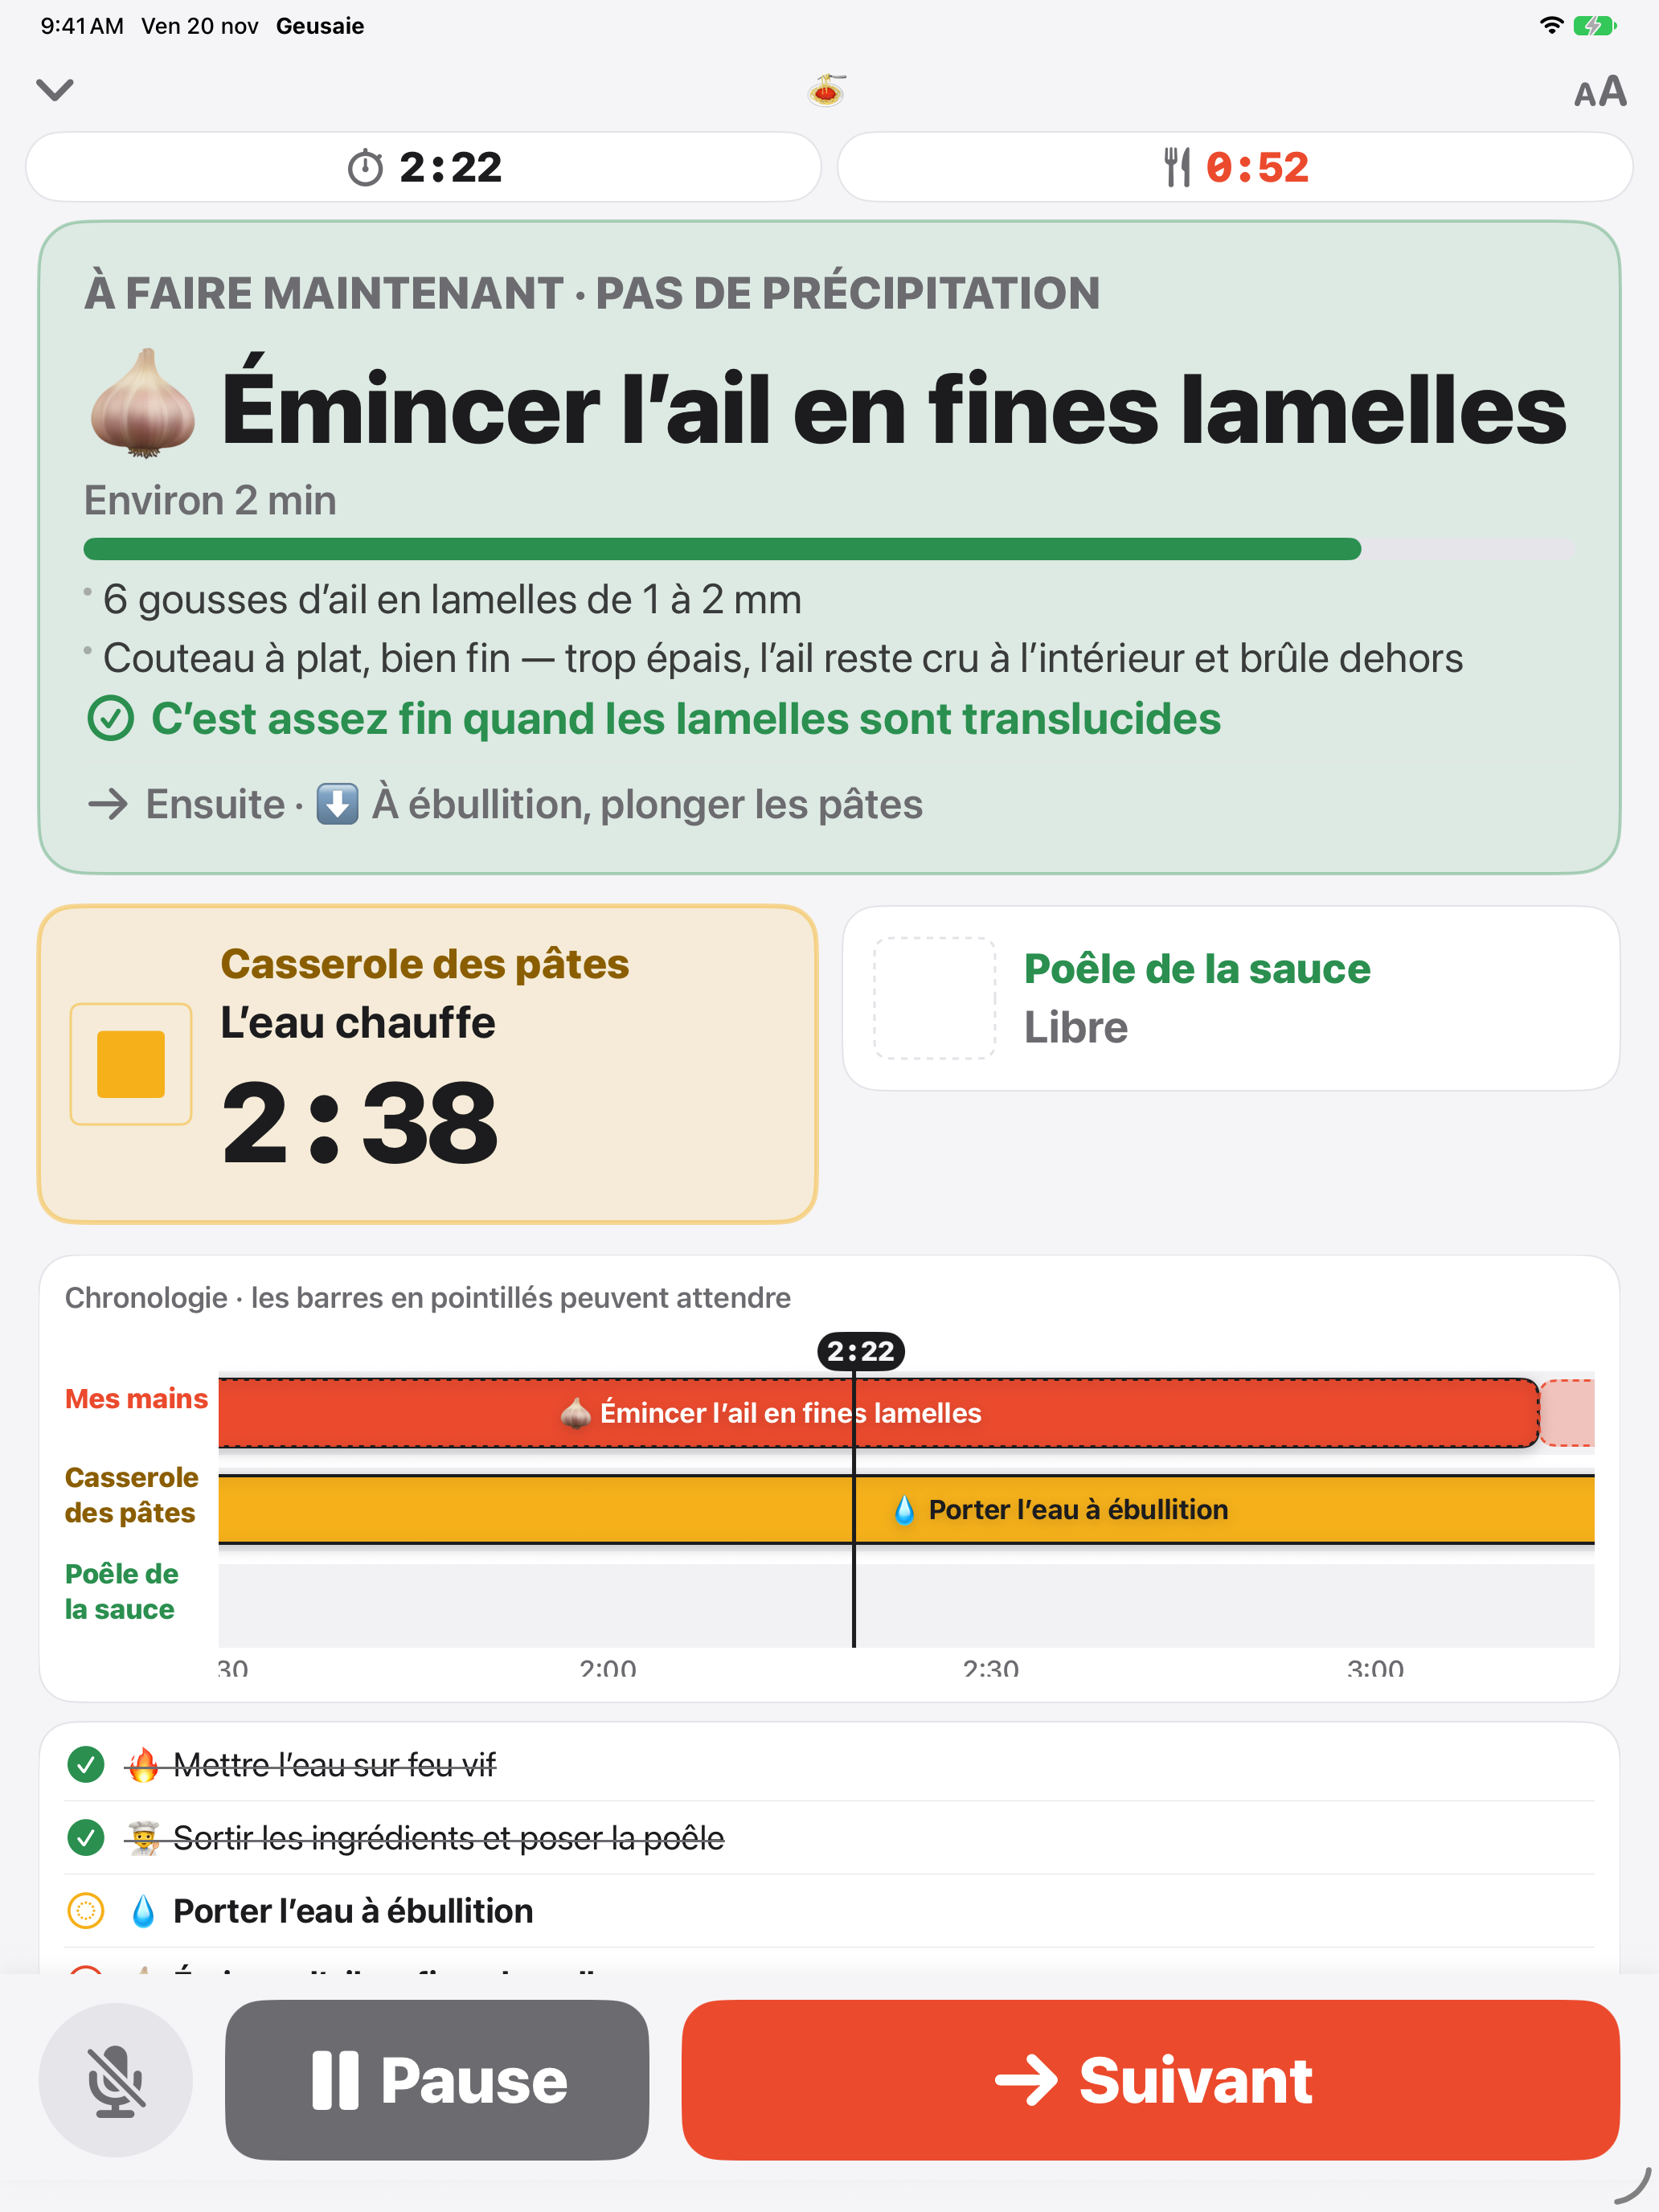 9:41 AM Ven 20 nov Geusaie
AA
2:22
0:52
À FAIRE MAINTENANT · PAS DE PRÉCIPITATION
Émincer l’ail en fines lamelles
Environ 2 min
6 gousses d’ail en lamelles de 1 à 2 mm
Couteau à plat, bien fin — trop épais, l’ail reste cru à l’intérieur et brûle dehors
C’est assez fin quand les lamelles sont translucides
→ Ensuite · À ébullition, plonger les pâtes
Casserole des pâtes
L’eau chauffe
2:38
Poêle de la sauce
Libre
Chronologie · les barres en pointillés peuvent attendre
2:22
Mes mains
Émincer l’ail en fines lamelles
Casserole
des pâtes
Porter l’eau à ébullition
Poêle de
la sauce
30 2:00 2:30 3:00
Mettre l’eau sur feu vif
Sortir les ingrédients et poser la poêle
Porter l’eau à ébullition
Pause
→ Suivant